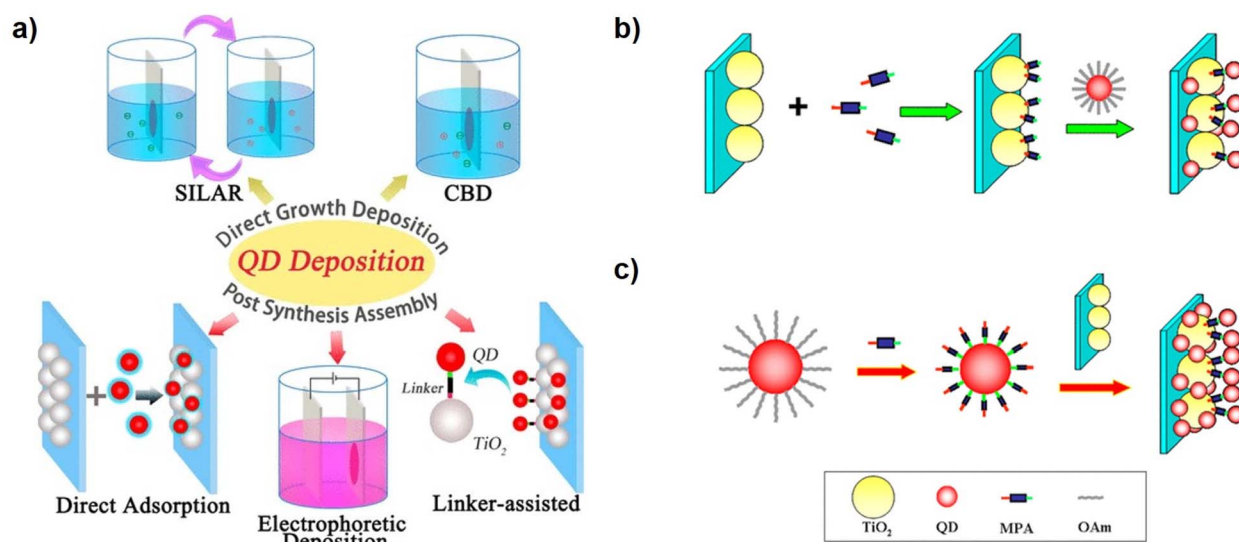 a)
SILAR
CBD
Direct Growth Deposition
QD Deposition
Post Synthesis Assembly
QD
Linker
TiO₂
Direct Adsorption
Electrophoretic
Deposition
Linker-assisted
b)
c)
TiO₂
QD
MPA
OAm